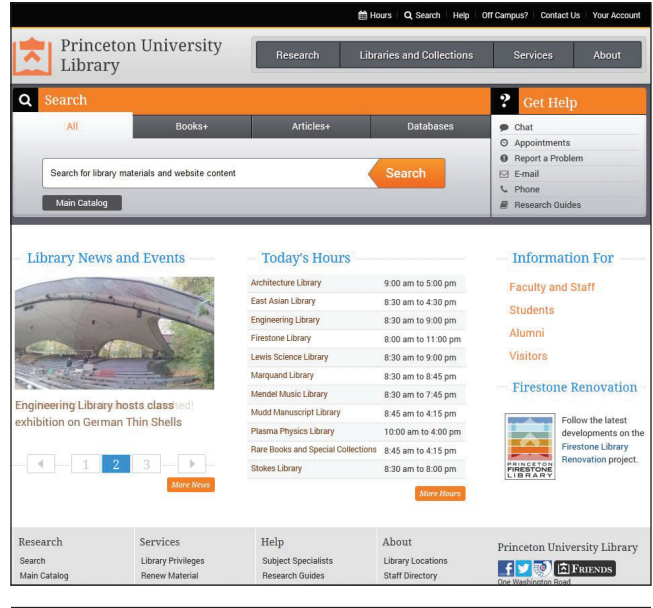 Hours Search Help Off Campus? Contact Us Your Account
Princeton University
Library
Research Libraries and Collections Services About
Search
? Get Help
All Books+ Articles+ Databases
Search for library materials and website content Search
Main Catalog
Chat
Appointments
Report a Problem
E-mail
Phone
Research Guides
Library News and Events
Engineering Library hosts class
exhibition on German Thin Shells
1 2 3
More News
Today's Hours
Architecture Library 9:00 am to 5:00 pm
East Asian Library 8:30 am to 4:30 pm
Engineering Library 8:30 am to 9:00 pm
Firestone Library 8:00 am to 11:00 pm
Lewis Science Library 8:30 am to 9:00 pm
Marquand Library 8:30 am to 8:45 pm
Mendel Music Library 8:30 am to 7:45 pm
Mudd Manuscript Library 8:45 am to 4:15 pm
Plasma Physics Library 10:00 am to 4:00 pm
Rare Books and Special Collections 8:45 am to 4:15 pm
Stokes Library 8:30 am to 8:00 pm
More Hours
Information For
Faculty and Staff
Students
Alumni
Visitors
Firestone Renovation
PRINCETON
FIRESTONE
LIBRARY
Follow the latest
developments on the
Firestone Library
Renovation project.
Research
Search
Main Catalog
Services
Library Privileges
Renew Material
Help
Subject Specialists
Research Guides
About
Library Locations
Staff Directory
Princeton University Library
f FRIENDS
One Washington Road